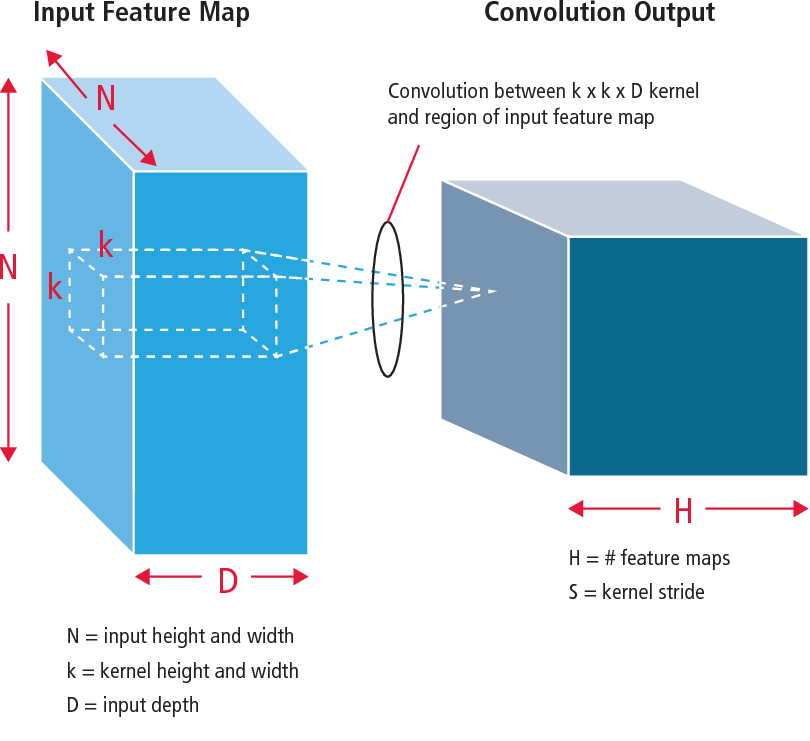 Input Feature Map
Convolution Output
N
Convolution between k x k x D kernel
and region of input feature map
k
N
k
H
D
H = # feature maps
S = kernel stride
N = input height and width
k = kernel height and width
D = input depth